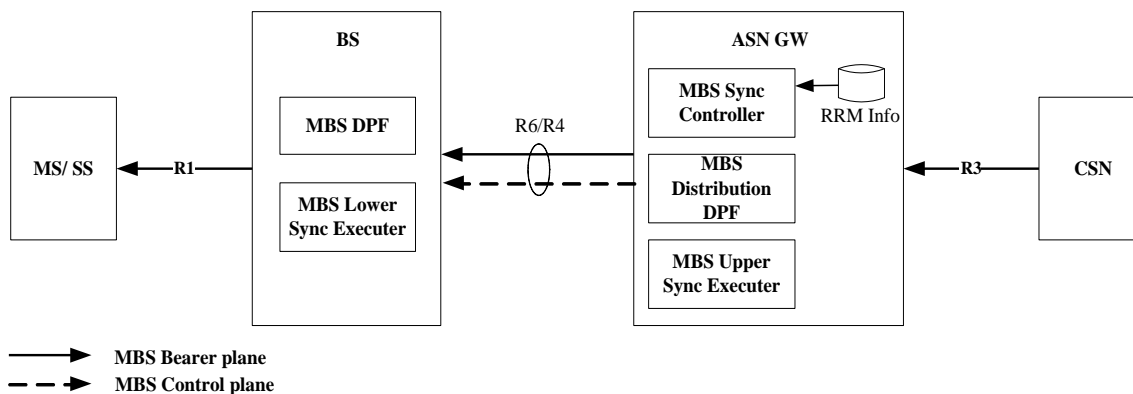 BS
ASN GW
MS/ SS
R1
MBS DPF
MBS Lower
Sync Executer
R6/R4
MBS Sync
Controller
RRM Info
MBS
Distribution
DPF
MBS Upper
Sync Executer
R3
CSN
MBS Bearer plane
MBS Control plane